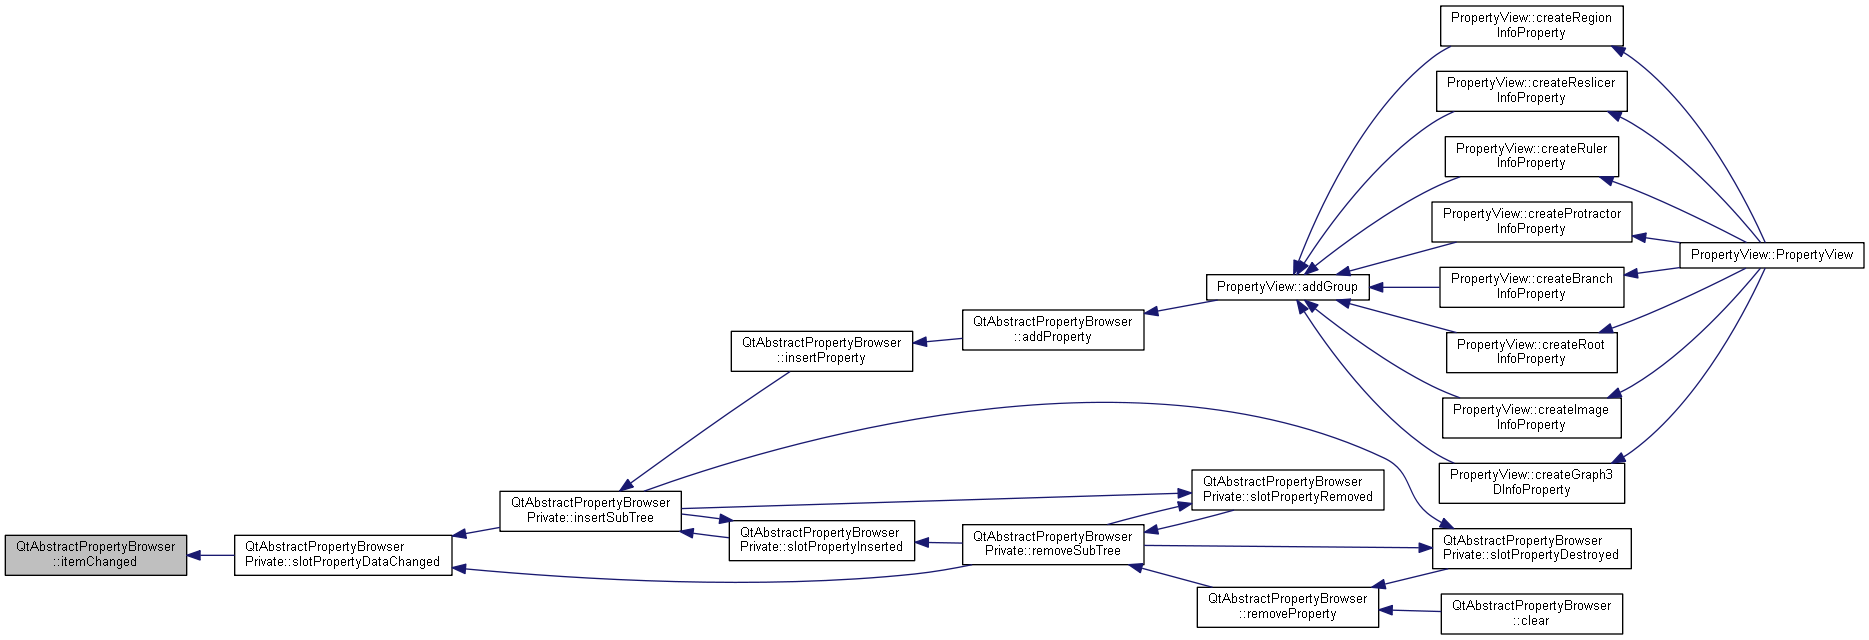 PropertyView::createRegion
InfoProperty
PropertyView::createReslicer
InfoProperty
PropertyView::createRuler
InfoProperty
PropertyView::createProtractor
InfoProperty
PropertyView::PropertyView
PropertyView::createBranch
InfoProperty
PropertyView::addGroup
QtAbstractPropertyBrowser
::addProperty
QtAbstractPropertyBrowser
::insertProperty
PropertyView::createRoot
InfoProperty
PropertyView::createImage
InfoProperty
PropertyView::createGraph3
DInfoProperty
QtAbstractPropertyBrowser
Private::slotPropertyRemoved
QtAbstractPropertyBrowser
Private::insertSubTree
QtAbstractPropertyBrowser
Private::slotPropertyInserted
QtAbstractPropertyBrowser
Private::removeSubTree
QtAbstractPropertyBrowser
Private::slotPropertyDestroyed
QtAbstractPropertyBrowser
::itemChanged
QtAbstractPropertyBrowser
Private::slotPropertyDataChanged
QtAbstractPropertyBrowser
::removeProperty
QtAbstractPropertyBrowser
::clear